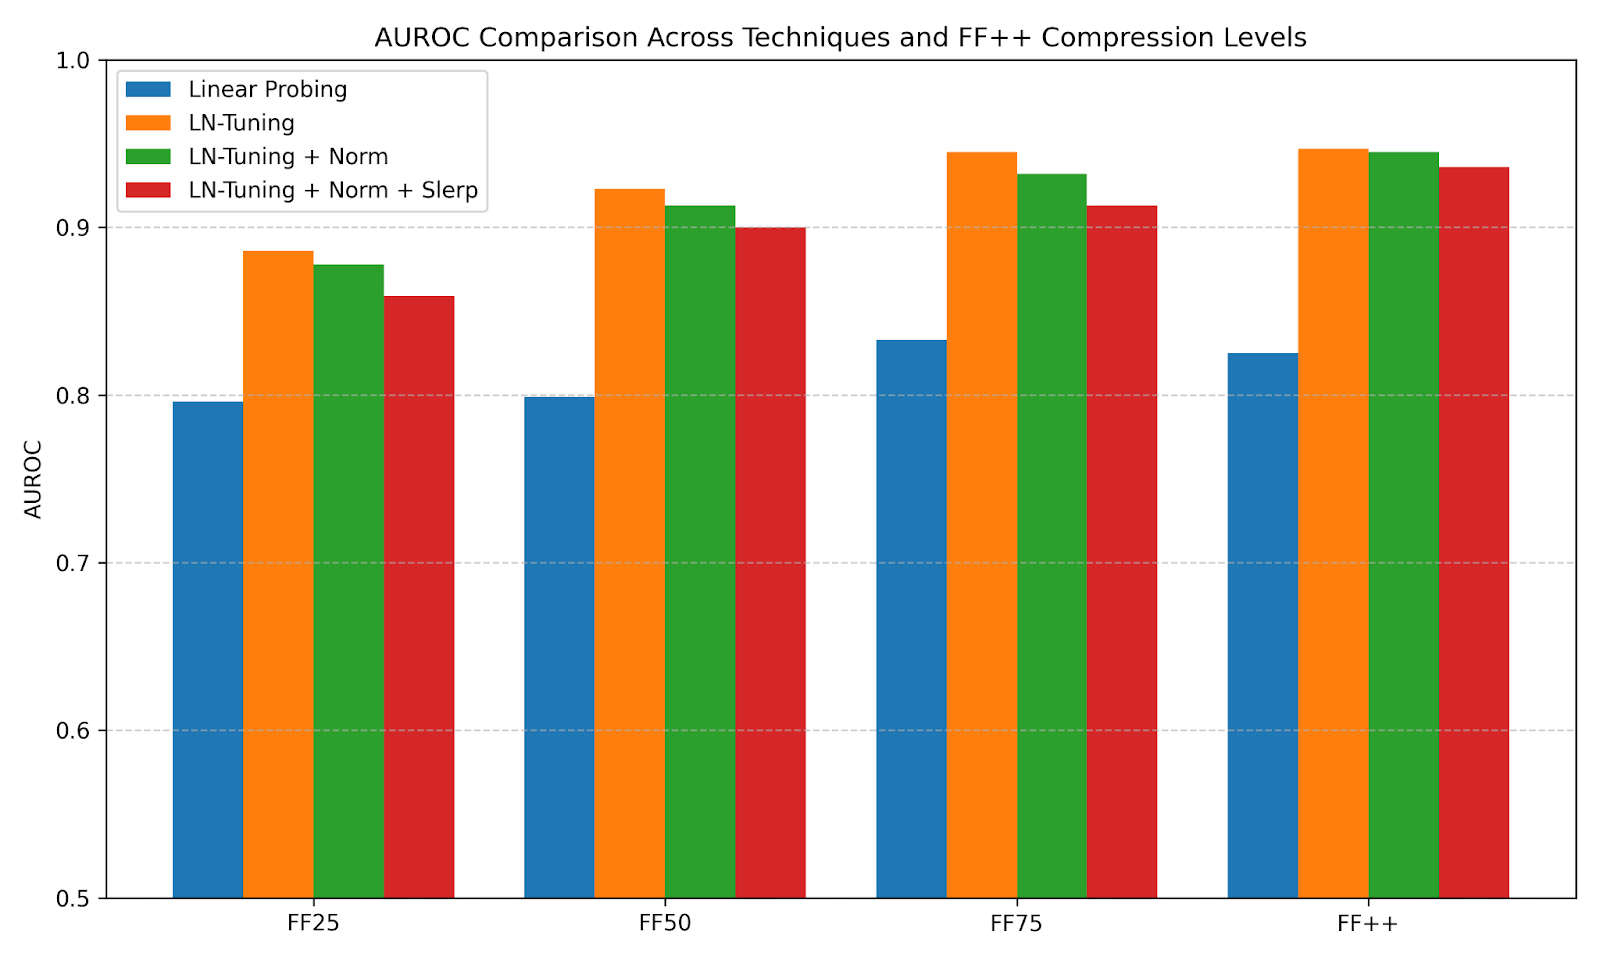 AUROC Comparison Across Techniques and FF++ Compression Levels
Linear Probing
LN-Tuning
LN-Tuning + Norm
LN-Tuning + Norm + Slerp
AUROC
1.0
0.9
0.8
0.7
0.6
0.5
FF25
FF50
FF75
FF++